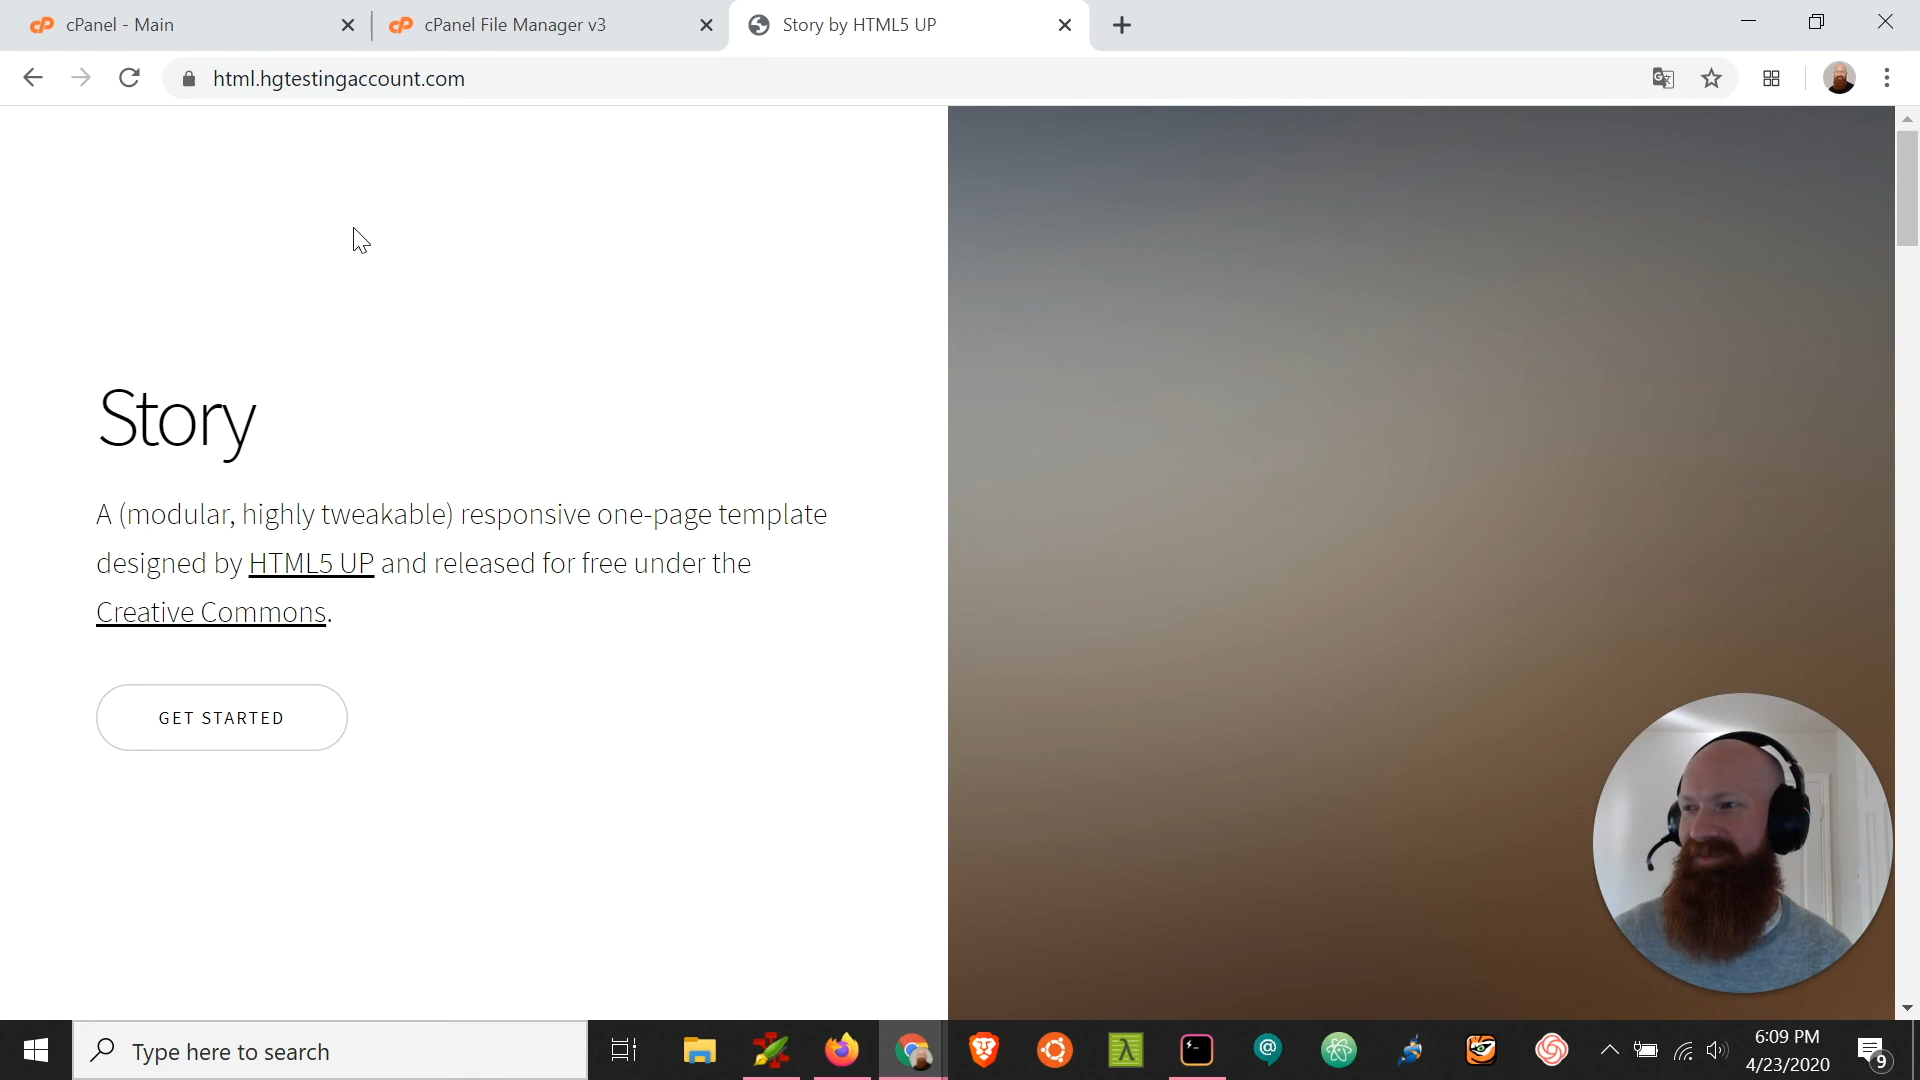 cPanel - Main
cPanel File Manager v3
Story by HTML5 UP
html.hgtestingaccount.com
Story
A (modular, highly tweakable) responsive one-page template
designed by HTML5 UP and released for free under the
Creative Commons.
GET STARTED
Type here to search
6:09 PM
4/23/2020
9